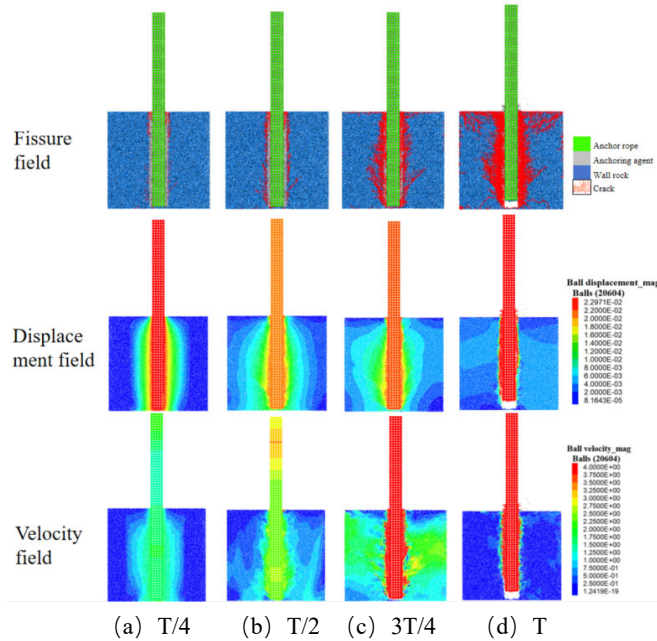 Fissure
field
Anchor rope
Anchoring agent
Wall rock
Crack
Displace
ment field
Ball displacement_mag
Balls (20604)
2.2971E-02
2.2000E-02
2.0000E-02
1.8000E-02
1.6000E-02
1.4000E-02
1.2000E-02
1.0000E-02
8.0000E-03
6.0000E-03
4.0000E-03
2.0000E-03
8.1643E-05
Velocity
field
Ball velocity_mag
Balls (20604)
4.0000E+00
3.7500E+00
3.5000E+00
3.2500E+00
3.0000E+00
2.7500E+00
2.5000E+00
2.2500E+00
2.0000E+00
1.7500E+00
1.5000E+00
1.2500E+00
1.0000E+00
7.5000E-01
5.0000E-01
2.5000E-01
1.2419E-19
(a) T/4 (b) T/2 (c) 3T/4 (d) T